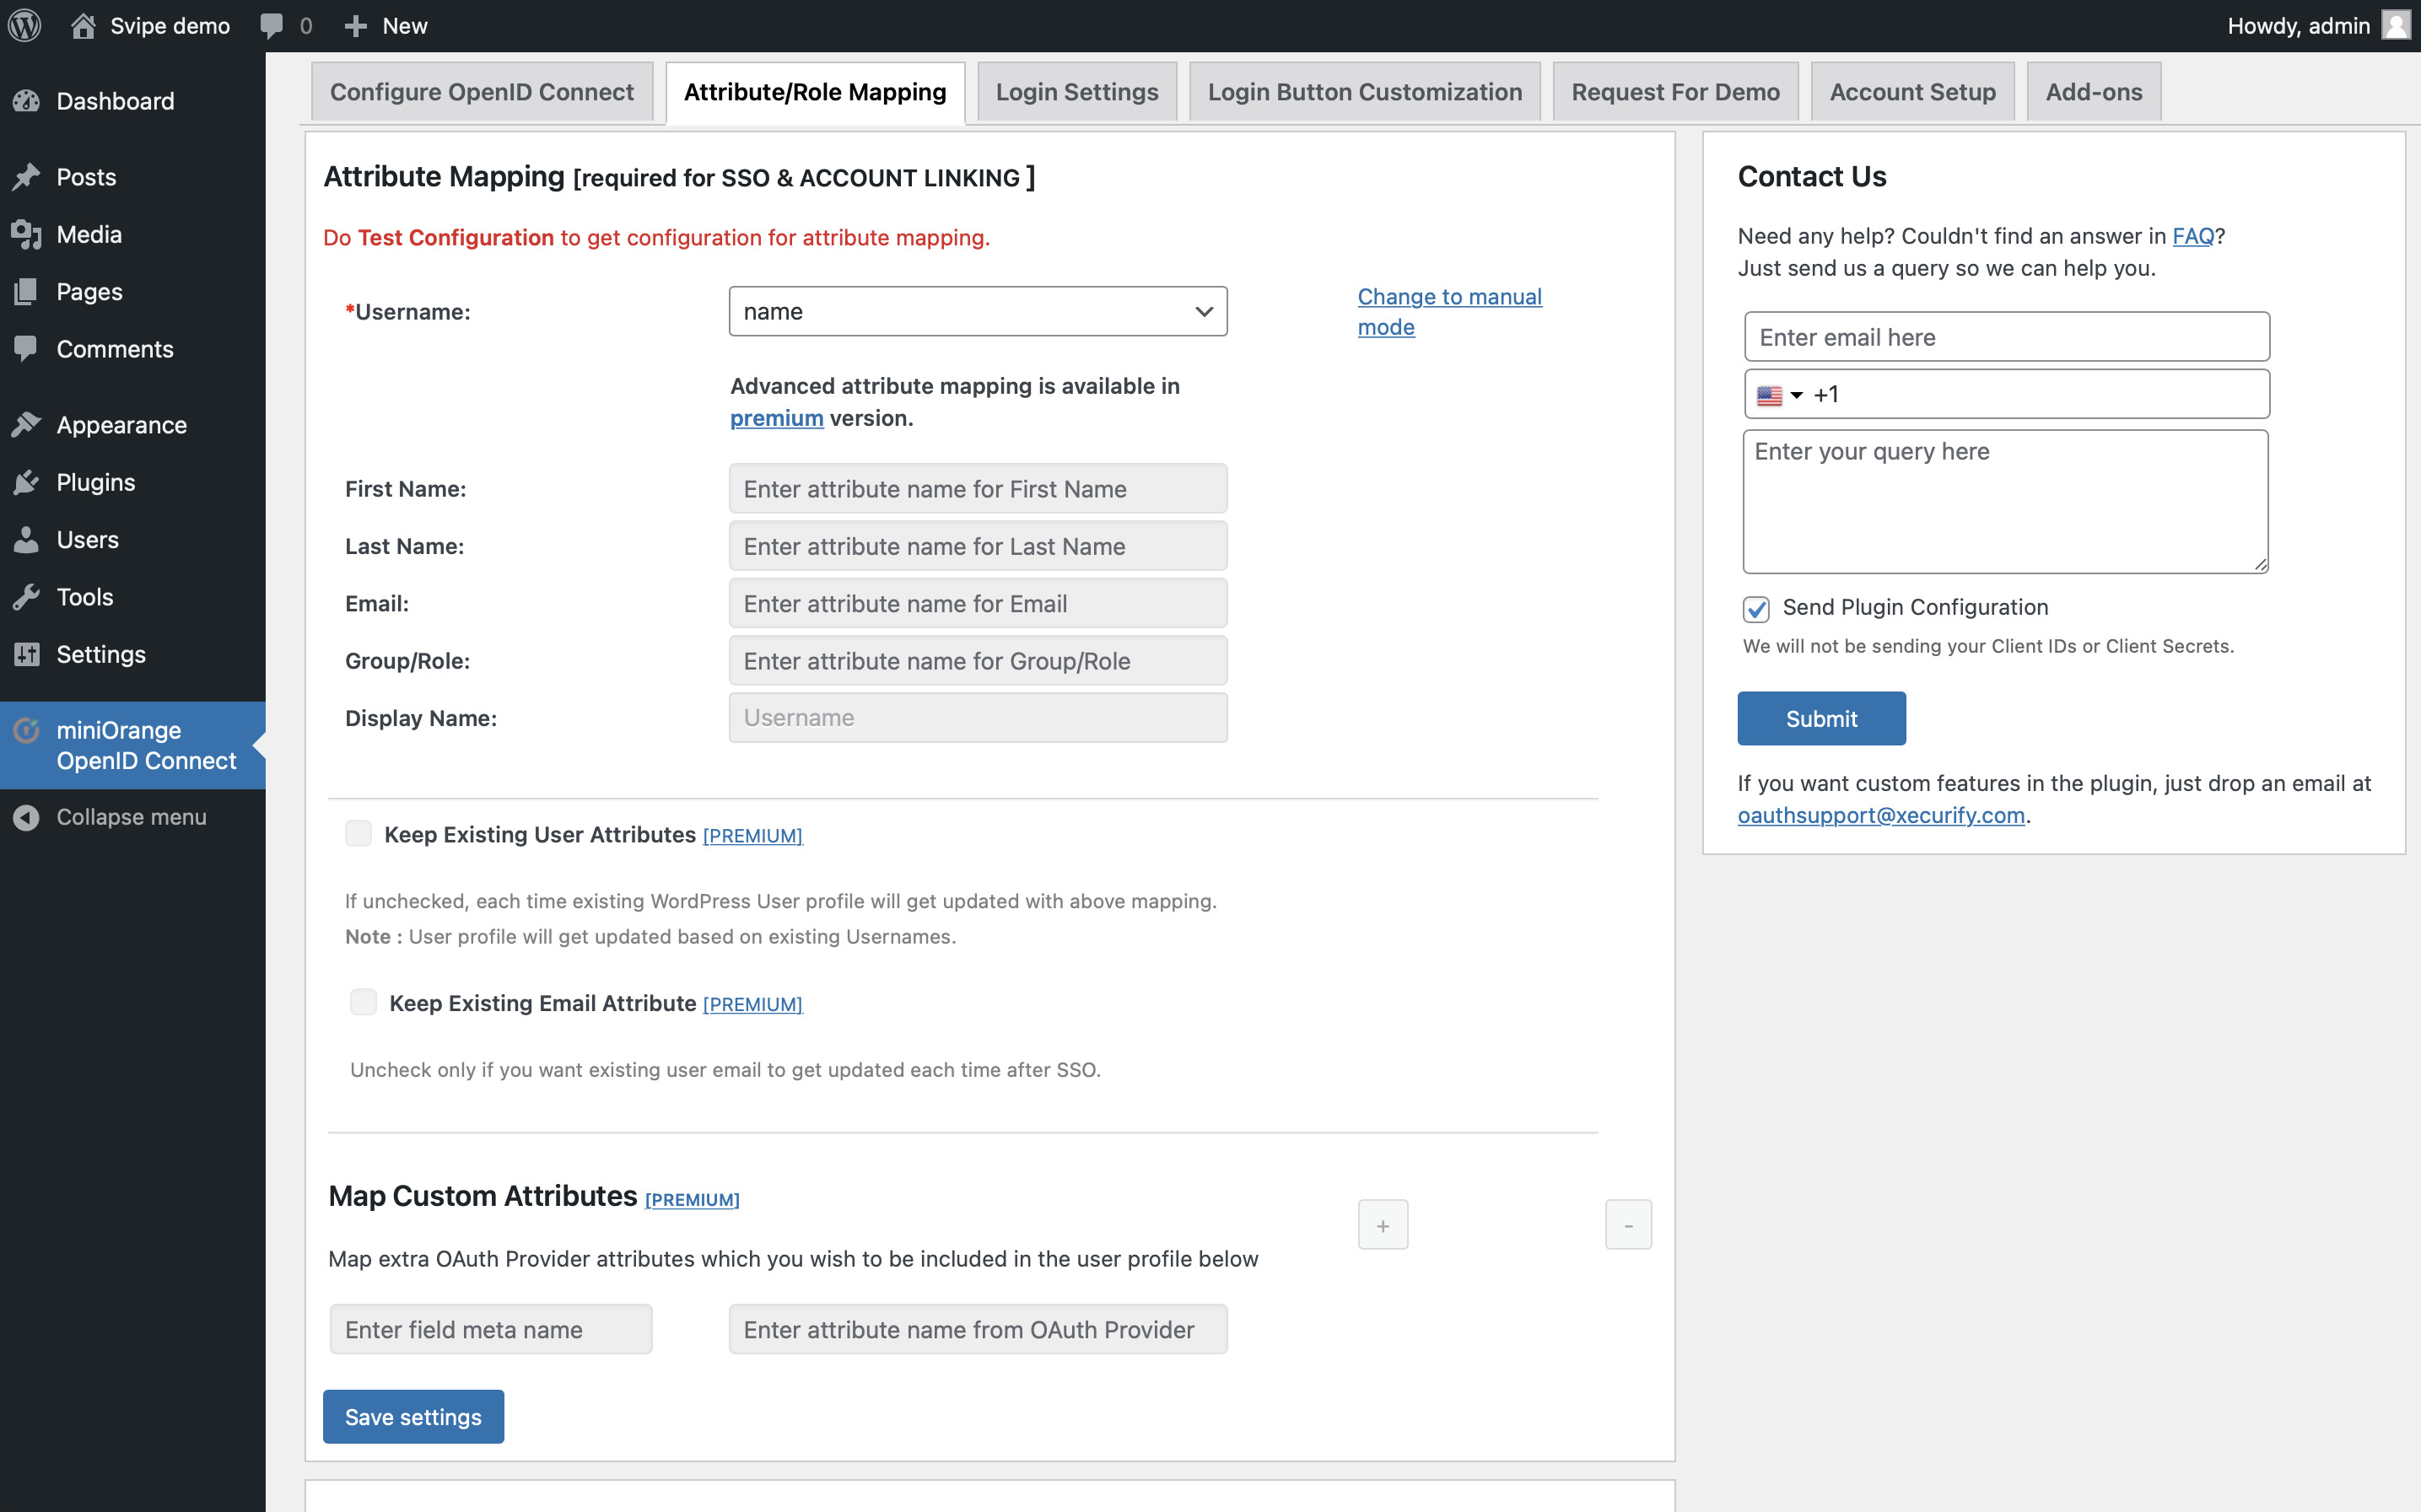 Svipe demo
0
New
Howdy, admin
Dashboard
Posts
Media
Pages
Comments
Appearance
Plugins
Users
Tools
Settings
miniOrange
OpenID Connect
Collapse menu
Configure OpenID Connect
Attribute/Role Mapping
Login Settings
Login Button Customization
Request For Demo
Account Setup
Add-ons
Attribute Mapping [required for SSO & ACCOUNT LINKING ]
Do Test Configuration to get configuration for attribute mapping.
*Username:
name
Change to manual
mode
Advanced attribute mapping is available in
premium version.
First Name:
Enter attribute name for First Name
Last Name:
Enter attribute name for Last Name
Email:
Enter attribute name for Email
Group/Role:
Enter attribute name for Group/Role
Display Name:
Username
Keep Existing User Attributes [PREMIUM]
If unchecked, each time existing WordPress User profile will get updated with above mapping.
Note : User profile will get updated based on existing Usernames.
Keep Existing Email Attribute [PREMIUM]
Uncheck only if you want existing user email to get updated each time after SSO.
Map Custom Attributes [PREMIUM]
+
-
Map extra OAuth Provider attributes which you wish to be included in the user profile below
Enter field meta name
Enter attribute name from OAuth Provider
Save settings
Contact Us
Need any help? Couldn't find an answer in FAQ?
Just send us a query so we can help you.
Enter email here
+1
Enter your query here
Send Plugin Configuration
We will not be sending your Client IDs or Client Secrets.
Submit
If you want custom features in the plugin, just drop an email at
oauthsupport@xecurify.com.